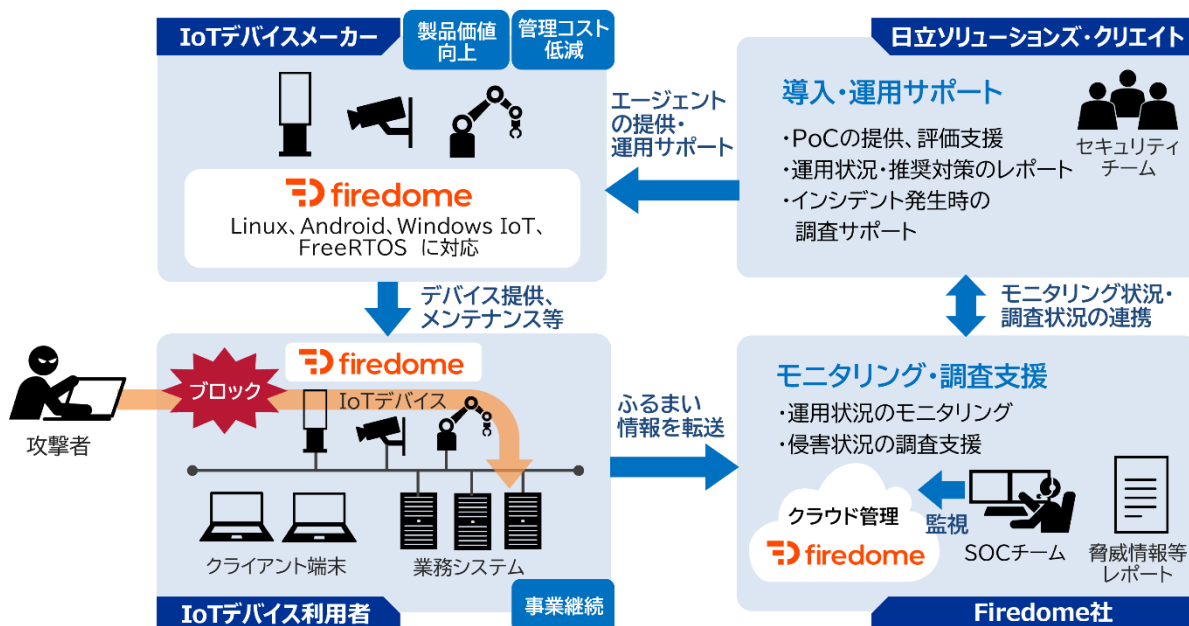 IoTデバイスメーカー
製品価値
向上
管理コスト
低減
firedome
Linux、Android、Windows IoT、
FreeRTOS に対応
エージェント
の提供・
運用サポート
日立ソリューションズ・クリエイト
導入・運用サポート
・PoCの提供、評価支援
・運用状況・推奨対策のレポート
・インシデント発生時の
調査サポート
セキュリティ
チーム
デバイス提供、
メンテナンス等
モニタリング状況・
調査状況の連携
攻撃者
ブロック
firedome
IoTデバイス
クライアント端末
業務システム
IoTデバイス利用者
事業継続
ふるまい
情報を転送
モニタリング・調査支援
・運用状況のモニタリング
・侵害状況の調査支援
クラウド管理
firedome
監視
SOCチーム
脅威情報等
レポート
Firedome社